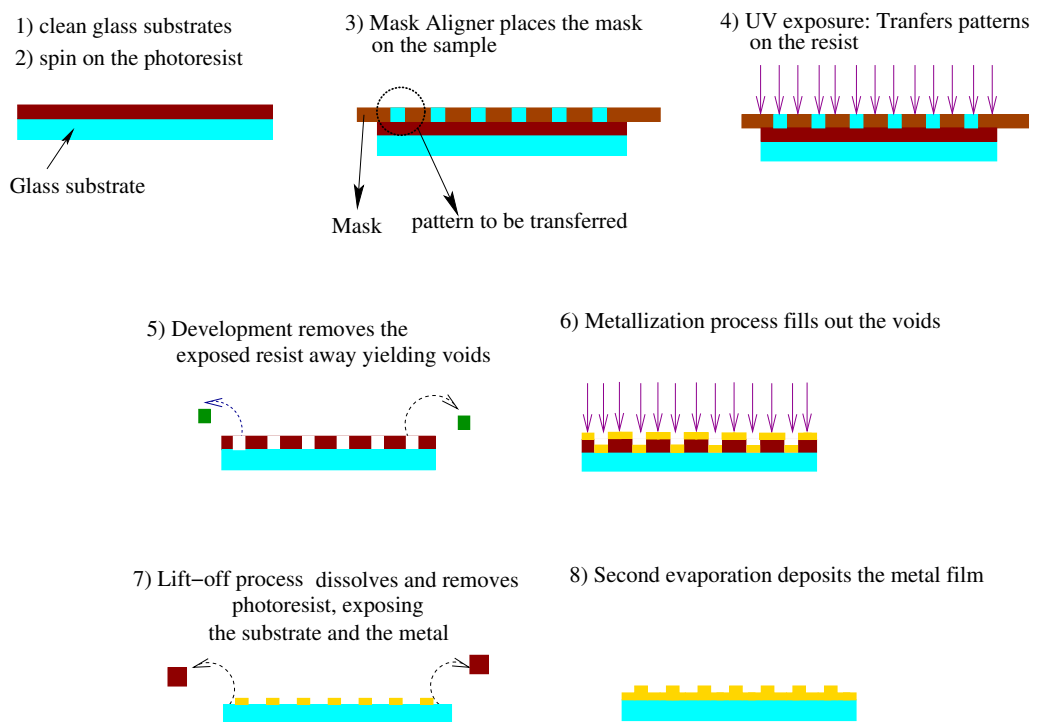 1) clean glass substrates
2) spin on the photoresist
Glass substrate
3) Mask Aligner places the mask
on the sample
Mask
pattern to be transferred
4) UV exposure: Tranfers patterns
on the resist
5) Development removes the
exposed resist away yielding voids
6) Metallization process fills out the voids
7) Lift−off process dissolves and removes
photoresist, exposing
the substrate and the metal
8) Second evaporation deposits the metal film